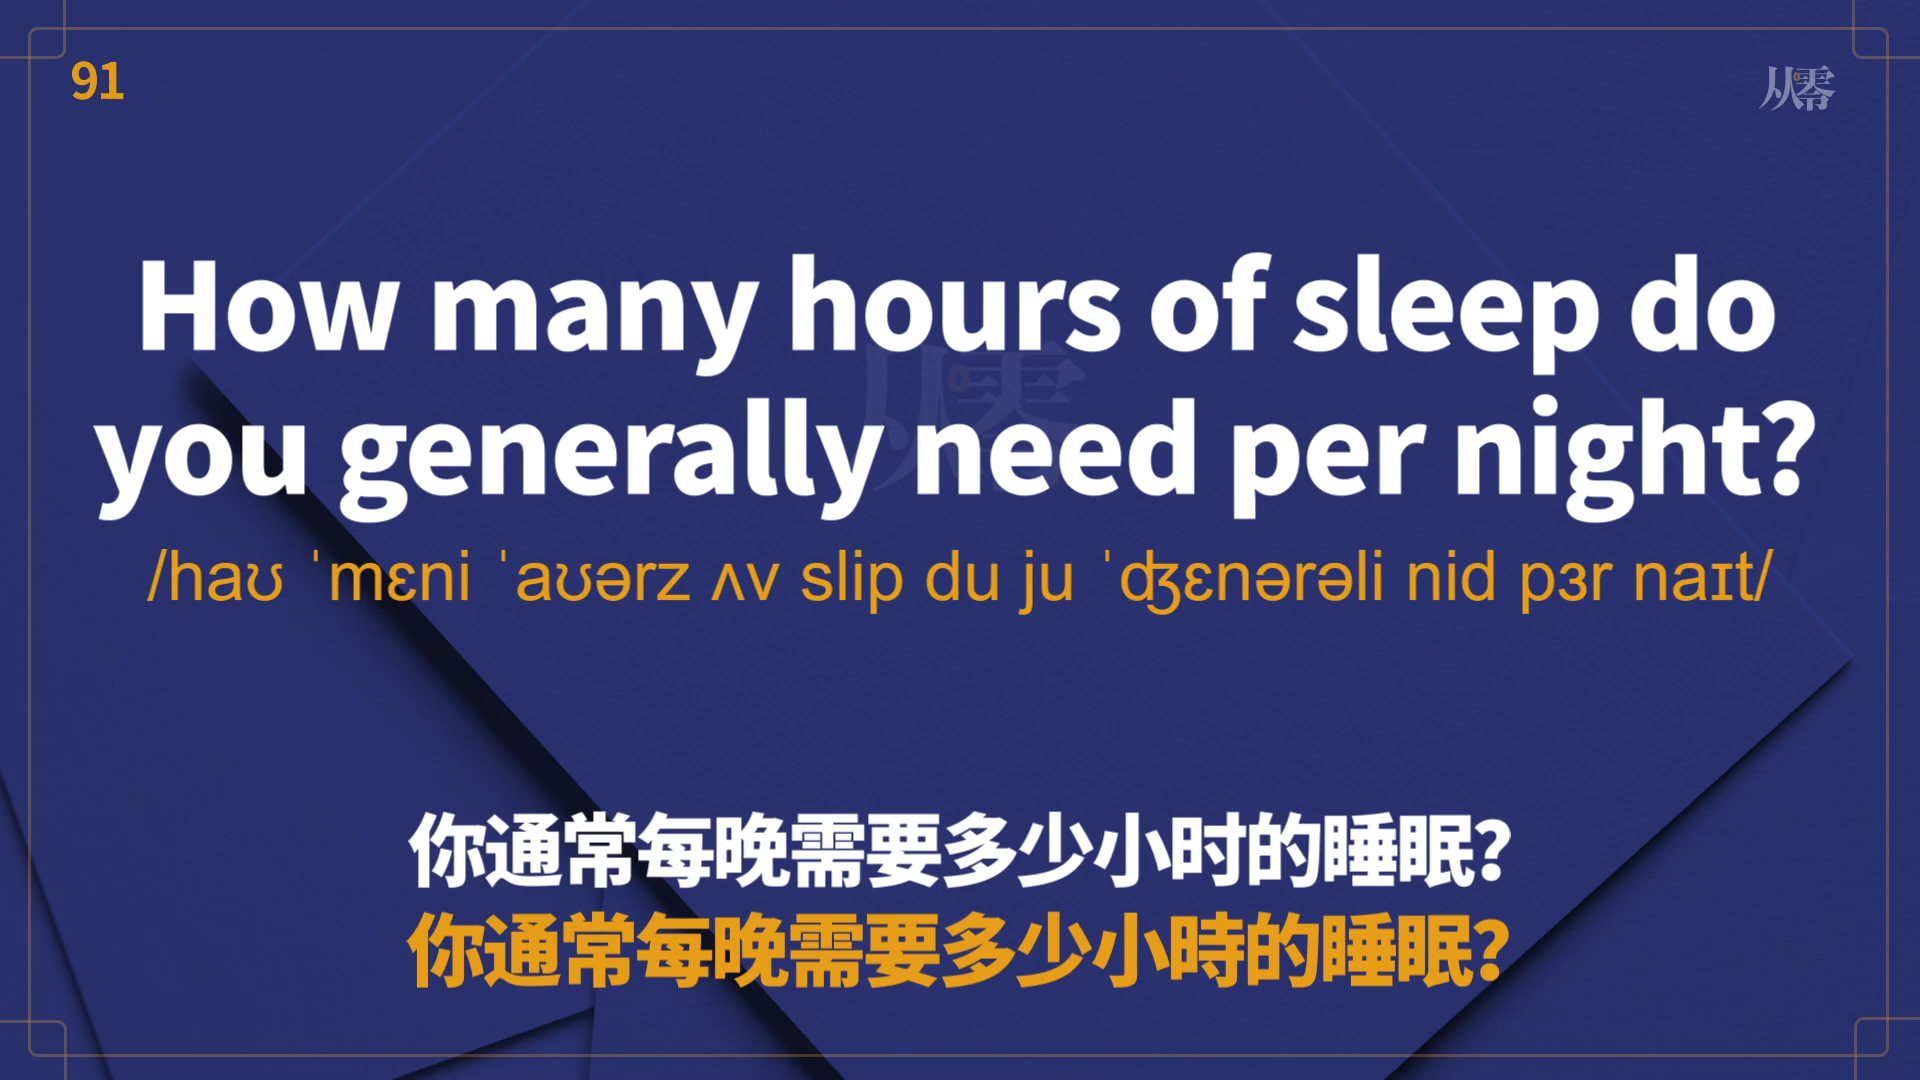 91
从零
How many hours of sleep do
you generally need per night?
/haʊ ˈmɛni ˈaʊərz ʌv slip du ju ˈʤɛnərəli nid pɜr naɪt/
你通常每晚需要多少小时的睡眠?
你通常每晚需要多少小時的睡眠?